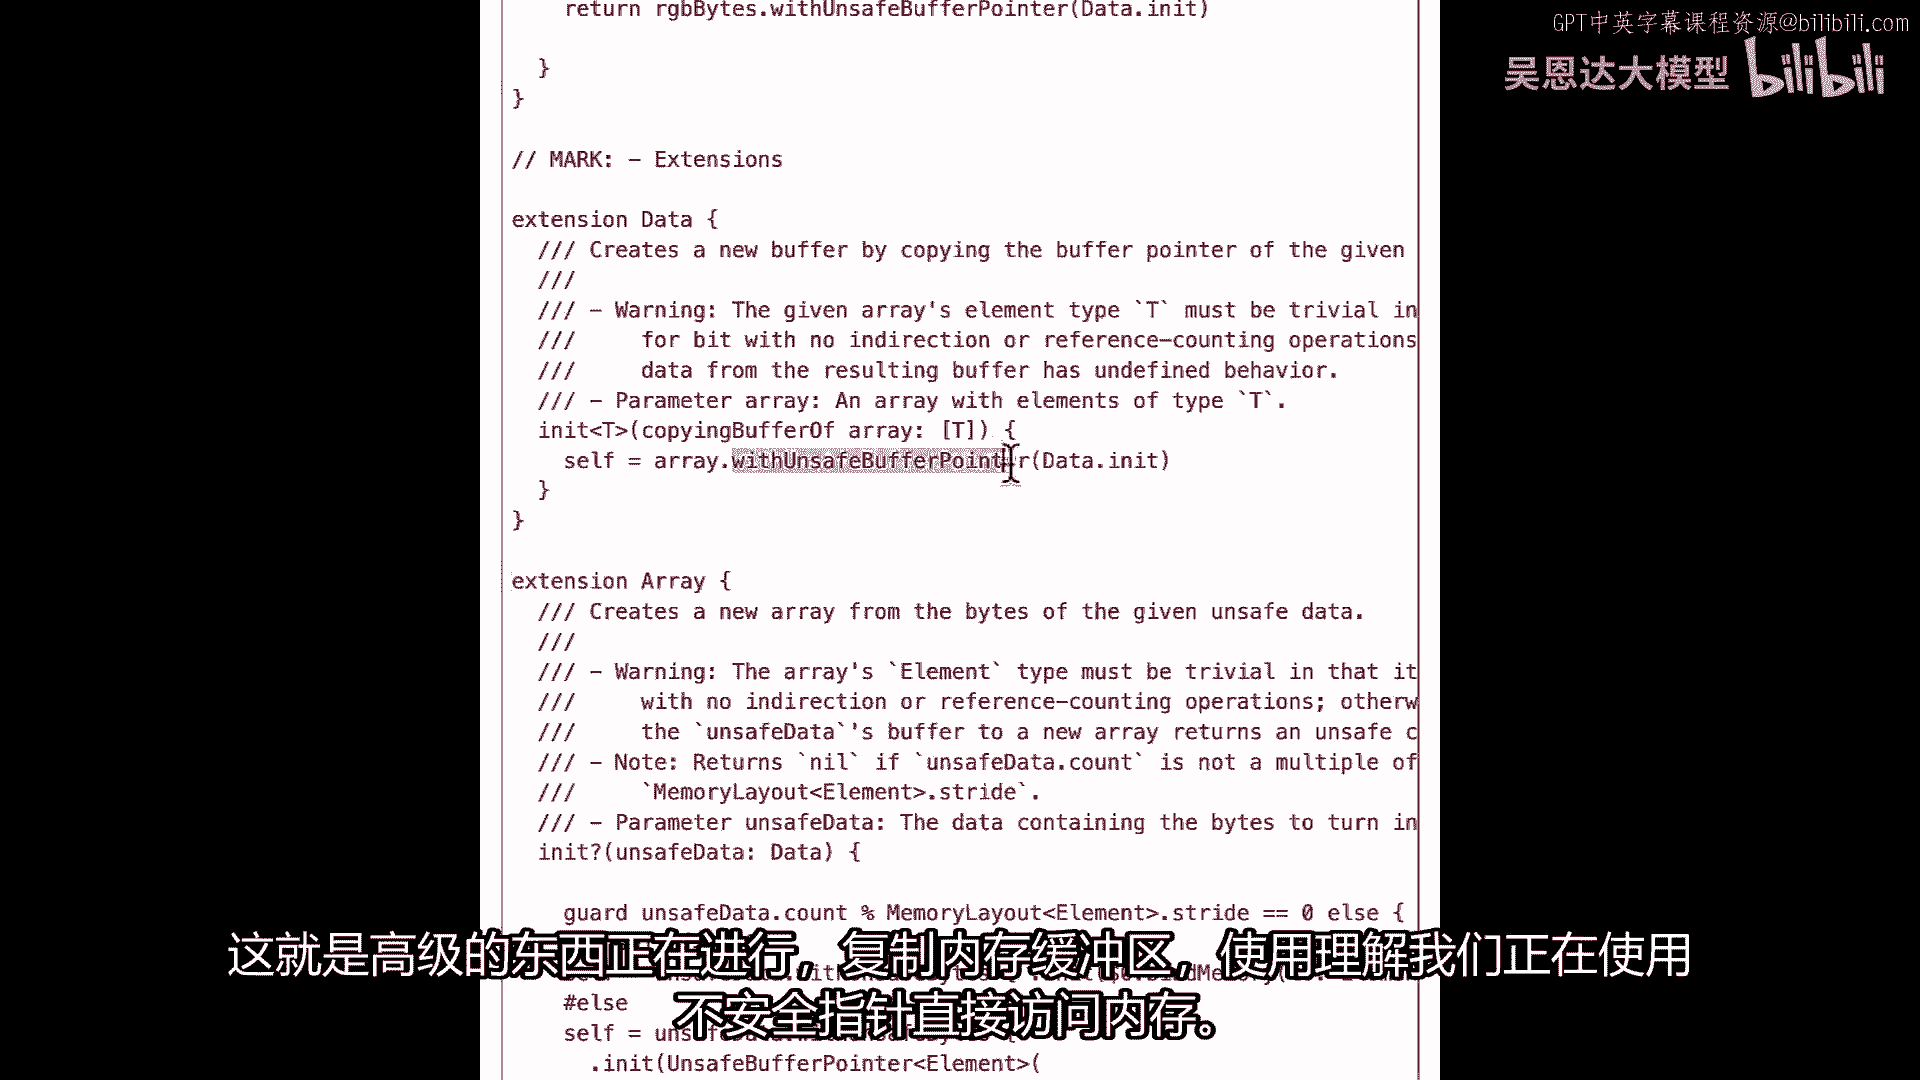 return rgbBytes.withUnsafeBufferPointer(Data.init)
GPT中英字幕课程资源@bilibili.com
吴恩达大模型 bilibili
}
}
// MARK: - Extensions
extension Data {
/// Creates a new buffer by copying the buffer pointer of the given
///
/// - Warning: The given array's element type `T` must be trivial in
/// for bit with no indirection or reference-counting operations
/// data from the resulting buffer has undefined behavior.
/// - Parameter array: An array with elements of type `T`.
init<T>(copyingBufferOf array: [T]) {
self = array.withUnsafeBufferPointer(Data.init)
}
}
extension Array {
/// Creates a new array from the bytes of the given unsafe data.
///
/// - Warning: The array's `Element` type must be trivial in that it
/// with no indirection or reference-counting operations; otherw
/// the `unsafeData`'s buffer to a new array returns an unsafe c
/// - Note: Returns `nil` if `unsafeData.count` is not a multiple of
/// `MemoryLayout<Element>.stride`.
/// - Parameter unsafeData: The data containing the bytes to turn in
init?(unsafeData: Data) {
guard unsafeData.count % MemoryLayout<Element>.stride == 0 else {
这就是高级的东西正在进行，复制内存缓冲区，使用理解我们正在使用
#else
不安全指针直接访问内存。
self =
.init(UnsafeBufferPointer<Element>(